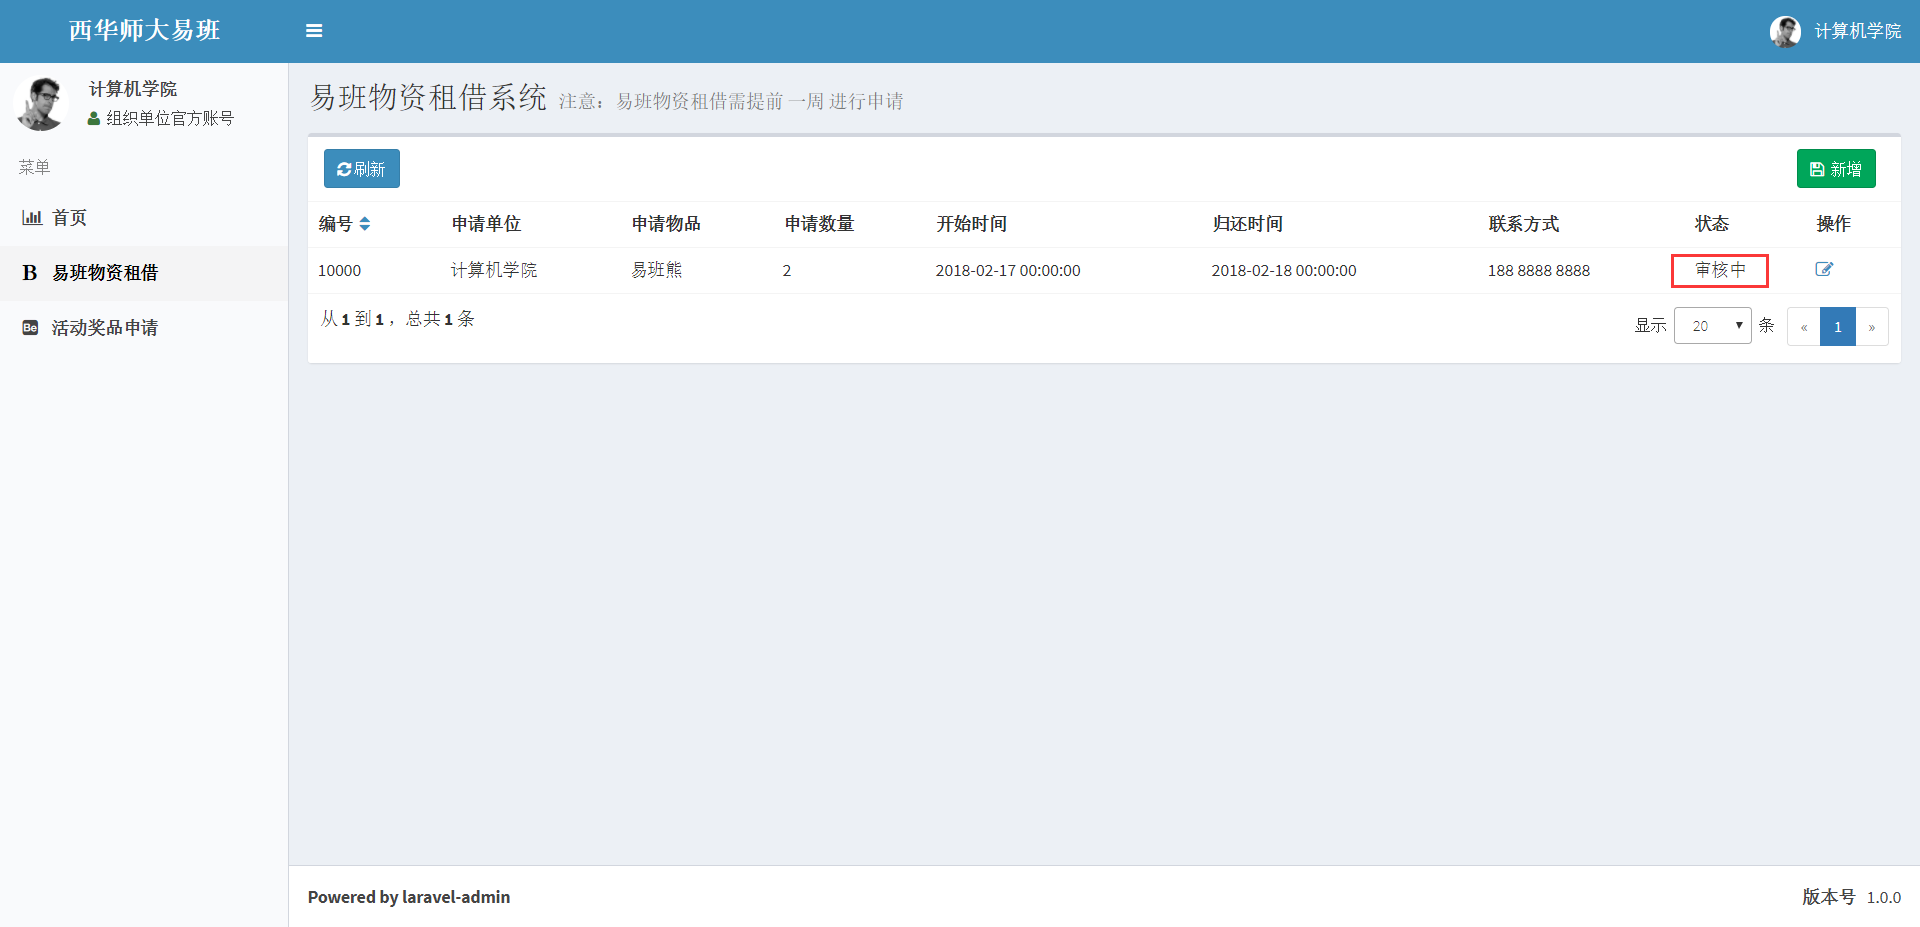 西华师大易班
计算机学院
计算机学院
组织单位官方账号
菜单
首页
B 易班物资租借
Be 活动奖品申请
易班物资租借系统 注意：易班物资租借需提前 一周 进行申请
刷新 新增
编号 申请单位 申请物品 申请数量 开始时间 归还时间 联系方式 状态 操作
10000 计算机学院 易班熊 2 2018-02-17 00:00:00 2018-02-18 00:00:00 188 8888 8888 审核中
从 1 到 1 ，总共 1 条 显示 20 条 « 1 »
Powered by laravel-admin 版本号 1.0.0